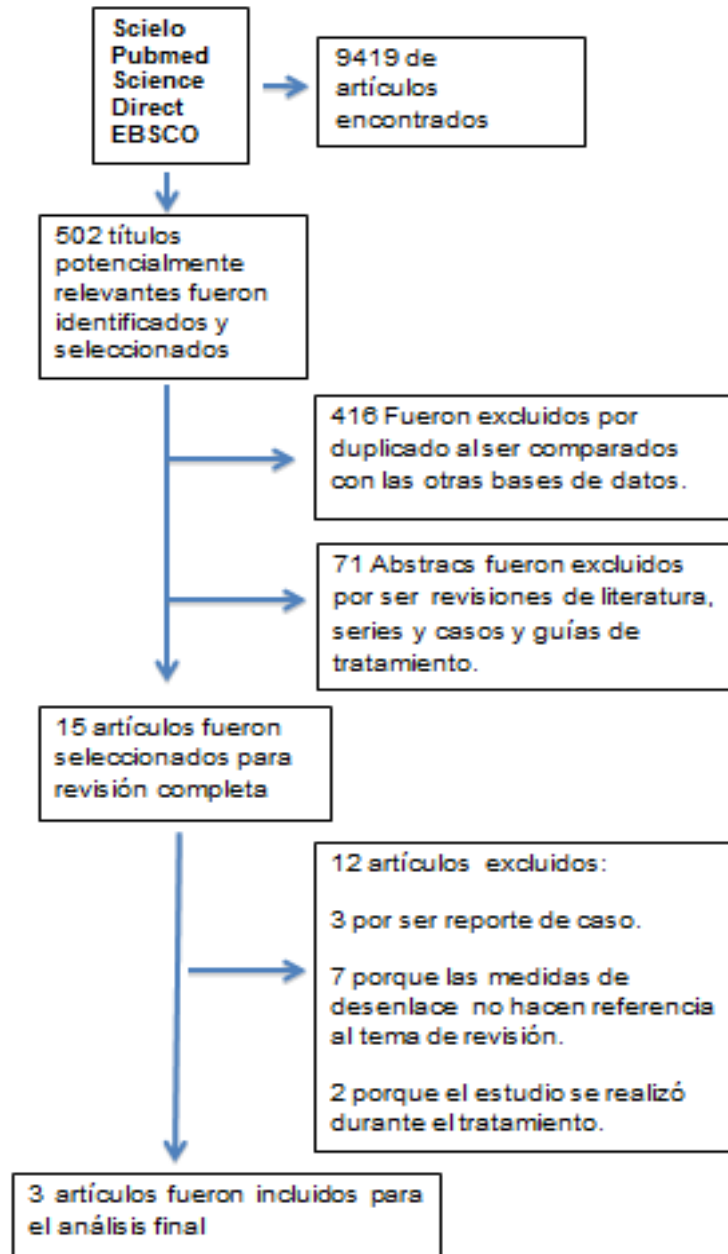 Scielo
Pubmed
Science
Direct
EBSCO
9419 de
artículos
encontrados
502 títulos
potencialmente
relevantes fueron
identificados y
seleccionados
416 Fueron excluidos por
duplicado al ser comparados
con las otras bases de datos.
71 Abstracs fueron excluidos
por ser revisiones de literatura,
series y casos y guías de
tratamiento.
15 artículos fueron
seleccionados para
revisión completa
12 artículos excluidos:
3 por ser reporte de caso.
7 porque las medidas de
desenlace no hacen referencia
al tema de revisión.
2 porque el estudio se realizó
durante el tratamiento.
3 artículos fueron incluidos para
el análisis final